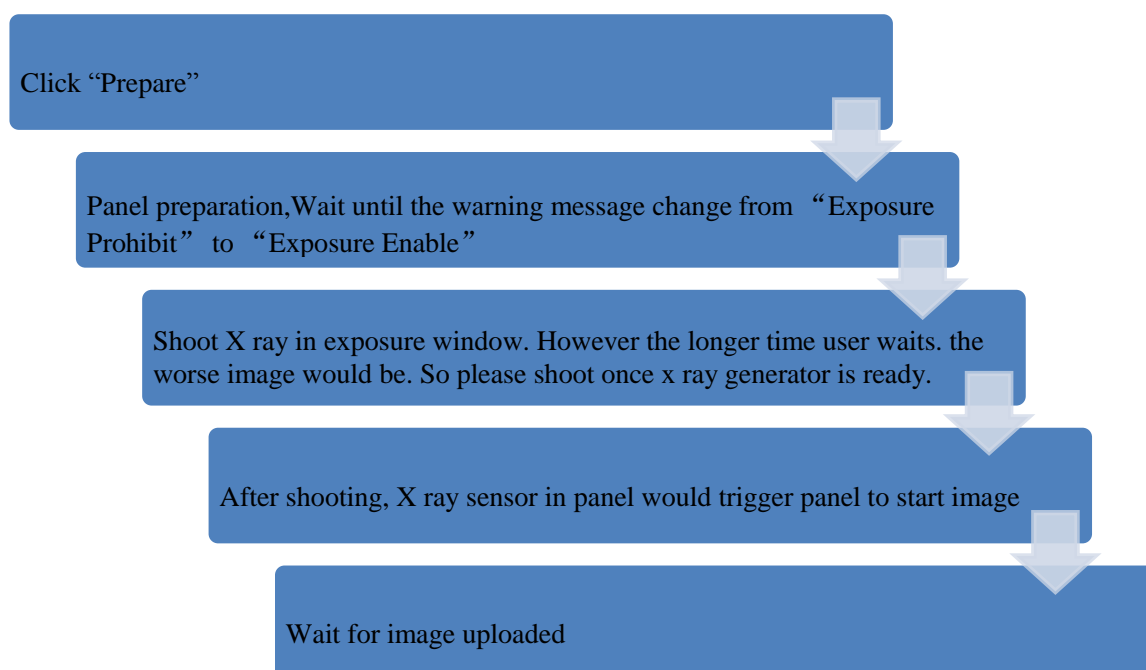 Click “Prepare”
Panel preparation,Wait until the warning message change from “Exposure
Prohibit” to “Exposure Enable”
Shoot X ray in exposure window. However the longer time user waits. the
worse image would be. So please shoot once x ray generator is ready.
After shooting, X ray sensor in panel would trigger panel to start image
Wait for image uploaded